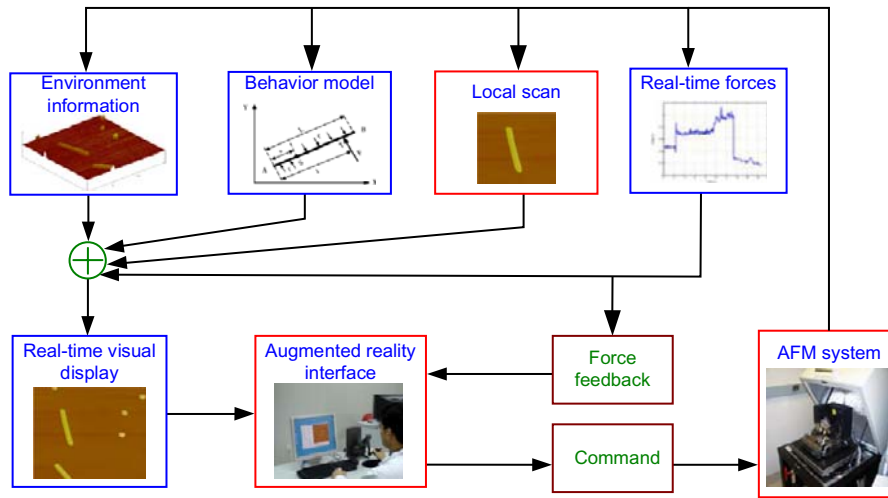 Environment
information
Behavior model
Local scan
Real-time forces
Y
X
Real-time visual
display
Augmented reality
interface
Force
feedback
AFM system
Command